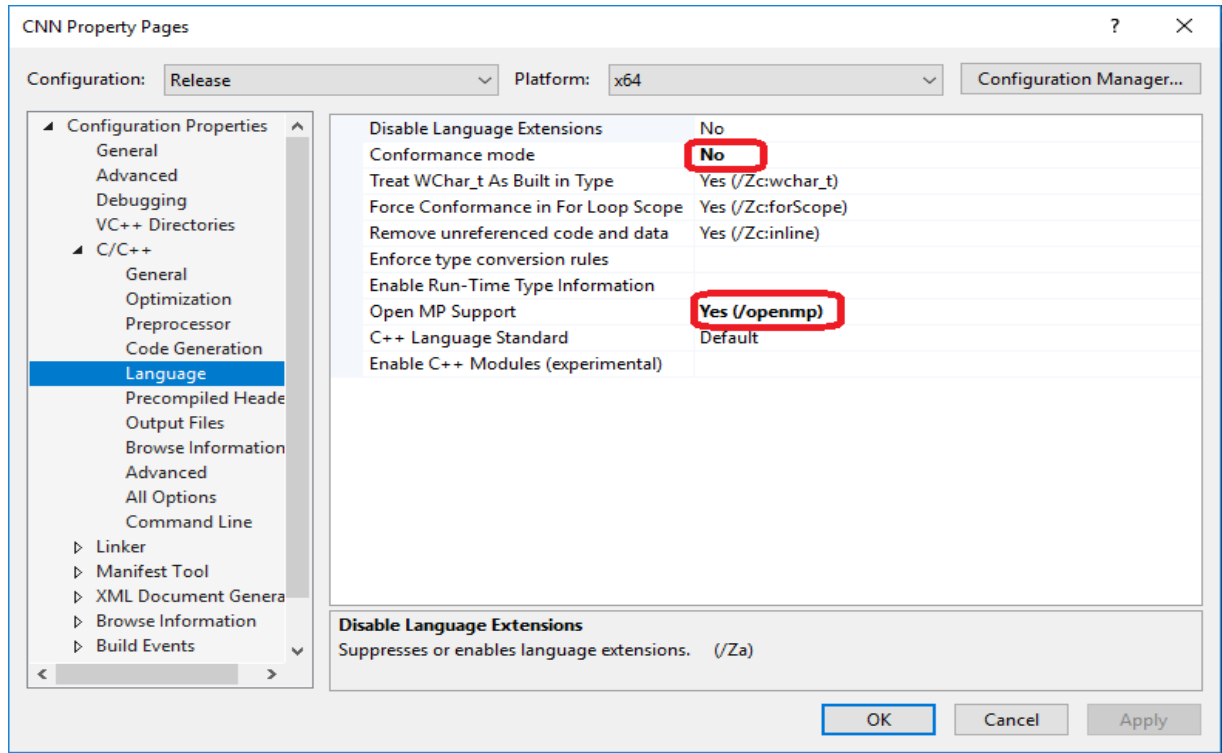 CNN Property Pages
?
Configuration: Release Platform: x64 Configuration Manager...
Configuration Properties
General
Advanced
Debugging
VC++ Directories
C/C++
General
Optimization
Preprocessor
Code Generation
Language
Precompiled Heade
Output Files
Browse Information
Advanced
All Options
Command Line
Linker
Manifest Tool
XML Document Genera
Browse Information
Build Events
Disable Language Extensions No
Conformance mode No
Treat WChar_t As Built in Type Yes (/Zc:wchar_t)
Force Conformance in For Loop Scope Yes (/Zc:forScope)
Remove unreferenced code and data Yes (/Zc:inline)
Enforce type conversion rules
Enable Run-Time Type Information
Open MP Support Yes (/openmp)
C++ Language Standard Default
Enable C++ Modules (experimental)
Disable Language Extensions
Suppresses or enables language extensions. (/Za)
OK Cancel Apply